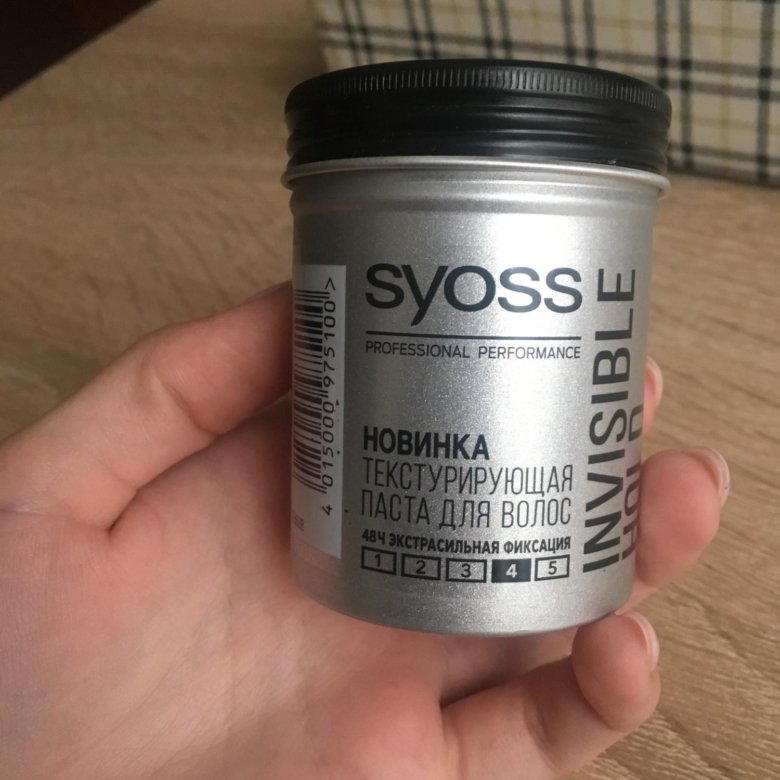 syoss
PROFESSIONAL PERFORMANCE
НОВИНКА
ТЕКСТУРИРУЮЩАЯ
ПАСТА ДЛЯ ВОЛОС
48Ч ЭКСТРАСИЛЬНАЯ ФИКСАЦИЯ
1 2 3 4 5
INVISIBLE
HOLD
4 015000 975100 >